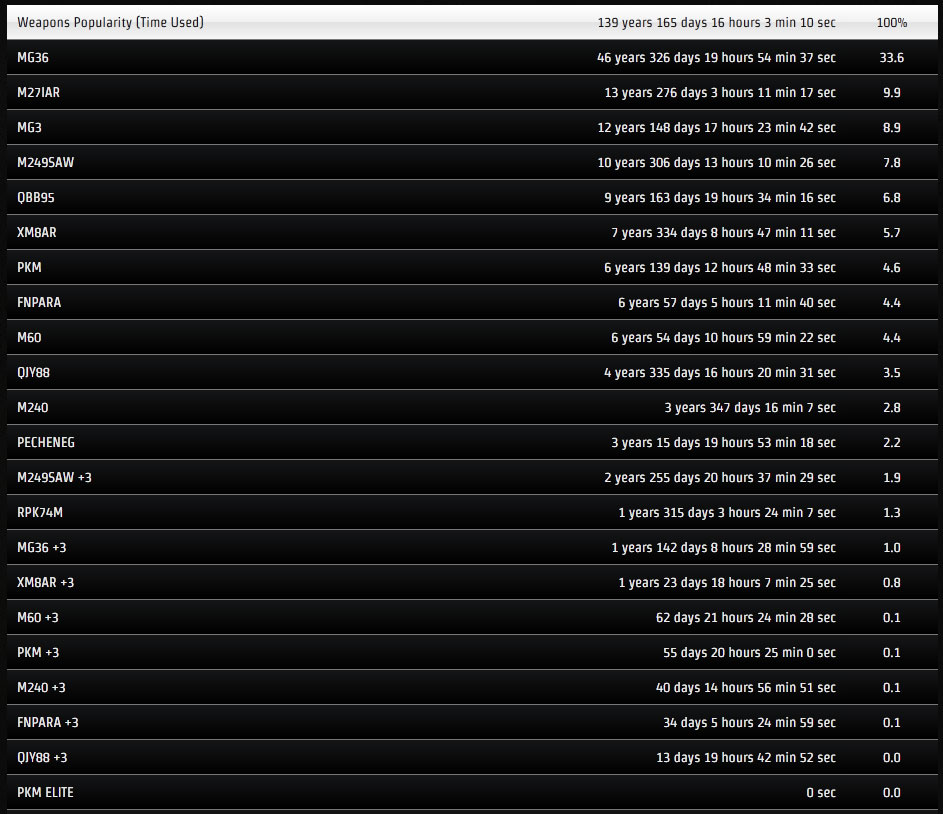 Weapons Popularity (Time Used) 139 years 165 days 16 hours 3 min 10 sec 100%
MG36 46 years 326 days 19 hours 54 min 37 sec 33.6
M27IAR 13 years 276 days 3 hours 11 min 17 sec 9.9
MG3 12 years 148 days 17 hours 23 min 42 sec 8.9
M249SAW 10 years 306 days 13 hours 10 min 26 sec 7.8
QBB95 9 years 163 days 19 hours 34 min 16 sec 6.8
XM8AR 7 years 334 days 8 hours 47 min 11 sec 5.7
PKM 6 years 139 days 12 hours 48 min 33 sec 4.6
FNPARA 6 years 57 days 5 hours 11 min 40 sec 4.4
M60 6 years 54 days 10 hours 59 min 22 sec 4.4
QJY88 4 years 335 days 16 hours 20 min 31 sec 3.5
M240 3 years 347 days 16 min 7 sec 2.8
PECHENEG 3 years 15 days 19 hours 53 min 18 sec 2.2
M249SAW +3 2 years 255 days 20 hours 37 min 29 sec 1.9
RPK74M 1 years 315 days 3 hours 24 min 7 sec 1.3
MG36 +3 1 years 142 days 8 hours 28 min 59 sec 1.0
XM8AR +3 1 years 23 days 18 hours 7 min 25 sec 0.8
M60 +3 62 days 21 hours 24 min 28 sec 0.1
PKM +3 55 days 20 hours 25 min 0 sec 0.1
M240 +3 40 days 14 hours 56 min 51 sec 0.1
FNPARA +3 34 days 5 hours 24 min 59 sec 0.1
QJY88 +3 13 days 19 hours 42 min 52 sec 0.0
PKM ELITE 0 sec 0.0